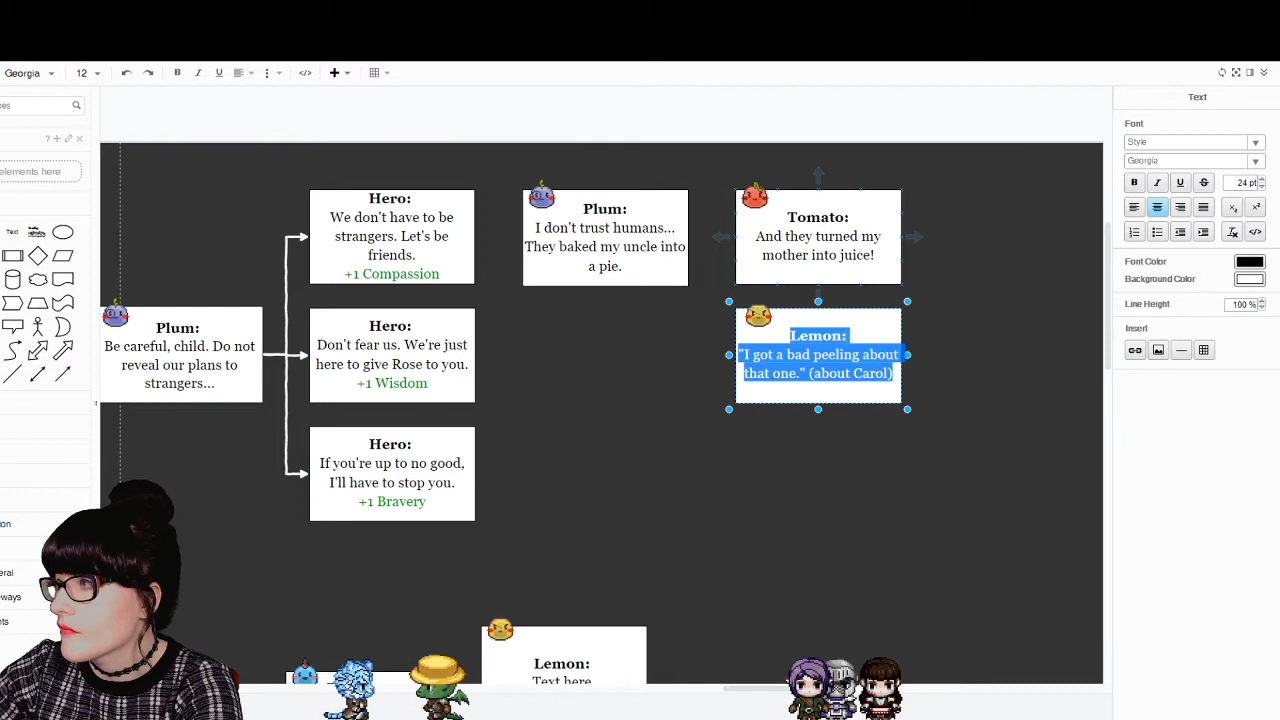 Georgia
12
B I U
Text
pes
? + 
elements here
Text
Font
Style
Georgia
B I U S
24 pt
Font Color
Background Color
Line Height
100 %
Insert
Hero:
We don't have to be
strangers. Let's be
friends.
+1 Compassion
Plum:
I don't trust humans...
They baked my uncle into
a pie.
Tomato:
And they turned my
mother into juice!
Plum:
Be careful, child. Do not
reveal our plans to
strangers...
Hero:
Don't fear us. We're just
here to give Rose to you.
+1 Wisdom
Lemon:
"I got a bad peeling about
that one." (about Carol)
Hero:
If you're up to no good,
I'll have to stop you.
+1 Bravery
Lemon:
Text here